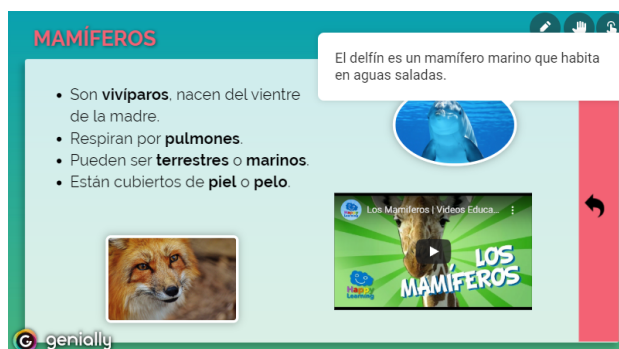 MAMÍFEROS
El delfín es un mamífero marino que habita
en aguas saladas.
• Son vivíparos, nacen del vientre
de la madre.
• Respiran por pulmones.
• Pueden ser terrestres o marinos.
• Están cubiertos de piel o pelo.
Los Mamíferos | Videos Educa...
LOS
MAMÍFEROS
Happy
Learning
genially